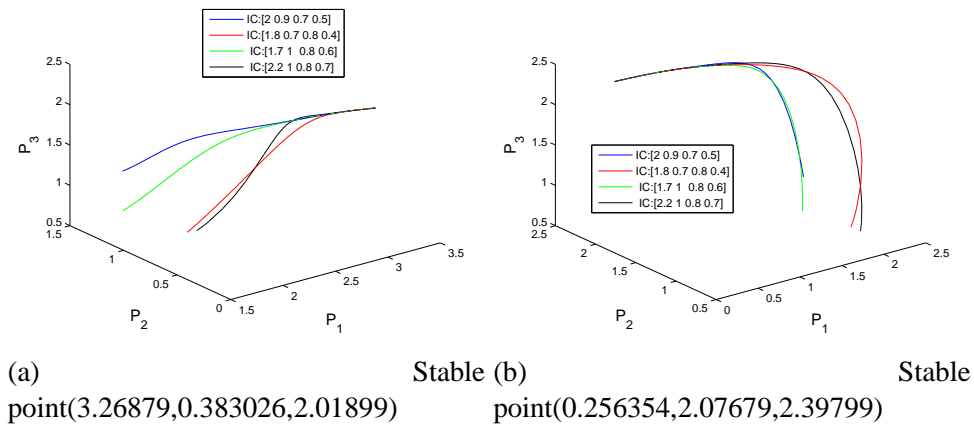 IC:[2 0.9 0.7 0.5]
IC:[1.8 0.7 0.8 0.4]
IC:[1.7 1 0.8 0.6]
IC:[2.2 1 0.8 0.7]
2.5
2
1.5
1
0.5
P3
1.5
1
0.5
0
P2
1.5
2
2.5
3
3.5
P1
(a) Stable
point(3.26879,0.383026,2.01899)
2.5
2
1.5
1
0.5
P3
IC:[2 0.9 0.7 0.5]
IC:[1.8 0.7 0.8 0.4]
IC:[1.7 1 0.8 0.6]
IC:[2.2 1 0.8 0.7]
2.5
2
1
0.5
P2
0
0.5
1
1.5
2
2.5
P1
(b) Stable
point(0.256354,2.07679,2.39799)